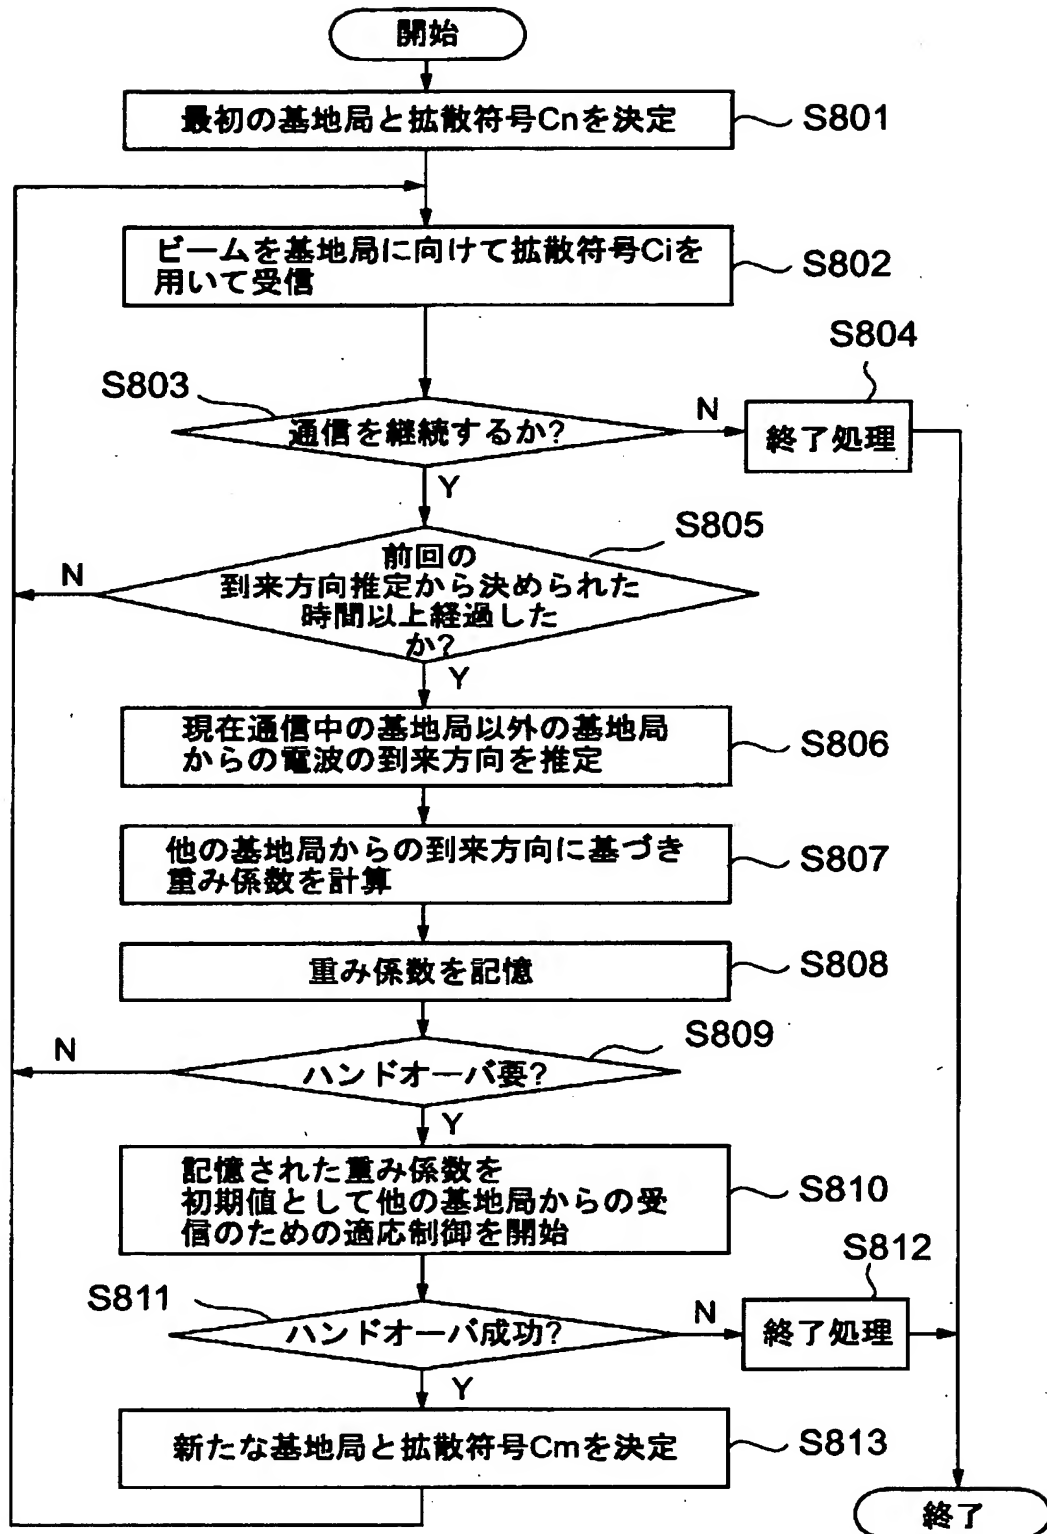 開始
最初の基地局と拡散符号Cnを決定
S801
ビームを基地局に向けて拡散符号Ciを
用いて受信
S802
S803
通信を継続するか?
N
S804
終了処理
Y
S805
前回の
到来方向推定から決められた
時間以上経過した
か?
N
Y
現在通信中の基地局以外の基地局
からの電波の到来方向を推定
S806
他の基地局からの到来方向に基づき
重み係数を計算
S807
重み係数を記憶
S808
S809
ハンドオーバ要?
N
Y
記憶された重み係数を
初期値として他の基地局からの受
信のための適応制御を開始
S810
S811
ハンドオーバ成功?
N
S812
終了処理
Y
新たな基地局と拡散符号Cmを決定
S813
終了